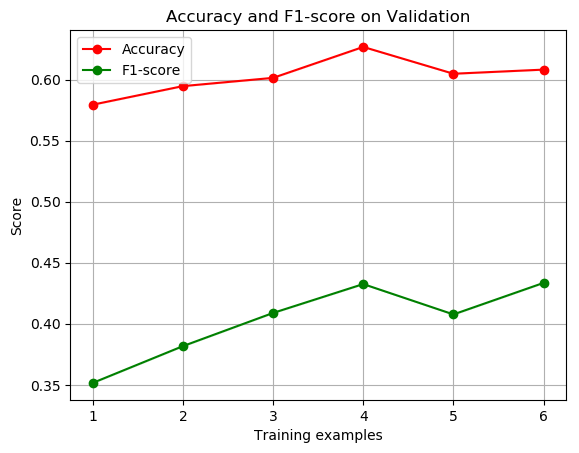 Accuracy and F1-score on Validation
Accuracy
F1-score
0.60
0.55
0.50
0.45
0.40
0.35
Score
1 2 3 4 5 6
Training examples